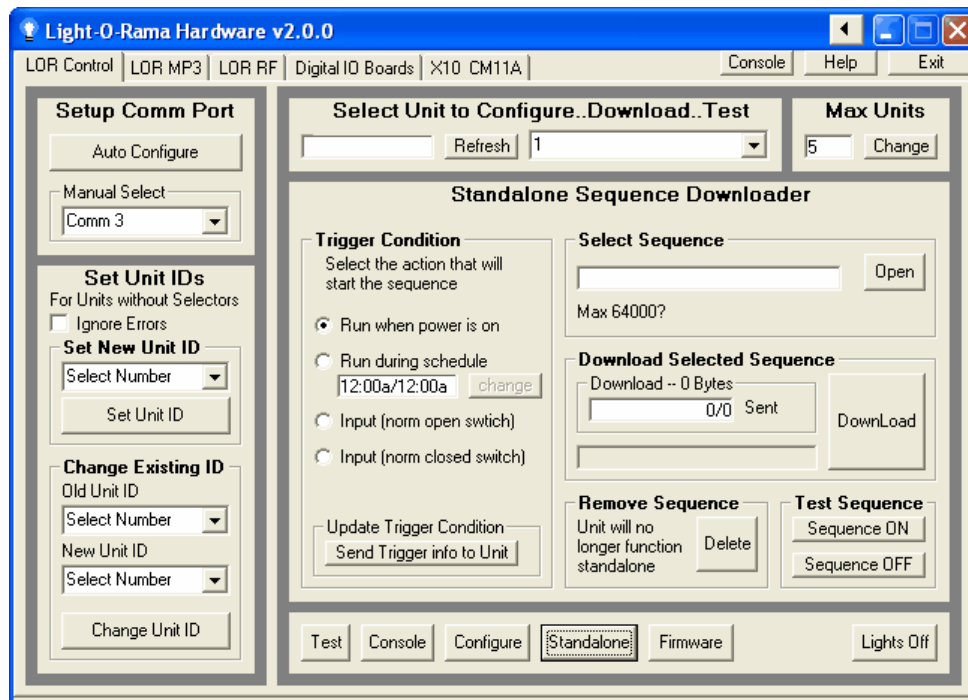 Light-O-Rama Hardware v2.0.0
LOR Control
LOR MP3
LOR RF
Digital IO Boards
X10 CM11A
Console
Help
Exit
Setup Comm Port
Auto Configure
Manual Select
Comm 3
Set Unit IDs
For Units without Selectors
Ignore Errors
Set New Unit ID
Select Number
Set Unit ID
Change Existing ID
Old Unit ID
Select Number
New Unit ID
Select Number
Change Unit ID
Select Unit to Configure..Download..Test
Refresh
1
Max Units
5
Change
Standalone Sequence Downloader
Trigger Condition
Select the action that will
start the sequence
Run when power is on
Run during schedule
12:00a/12:00a
change
Input (norm open swtich)
Input (norm closed switch)
Update Trigger Condition
Send Trigger info to Unit
Select Sequence
Open
Max 64000?
Download Selected Sequence
Download -- 0 Bytes
0/0 Sent
DownLoad
Remove Sequence
Unit will no
longer function
standalone
Delete
Test Sequence
Sequence ON
Sequence OFF
Test
Console
Configure
Standalone
Firmware
Lights Off